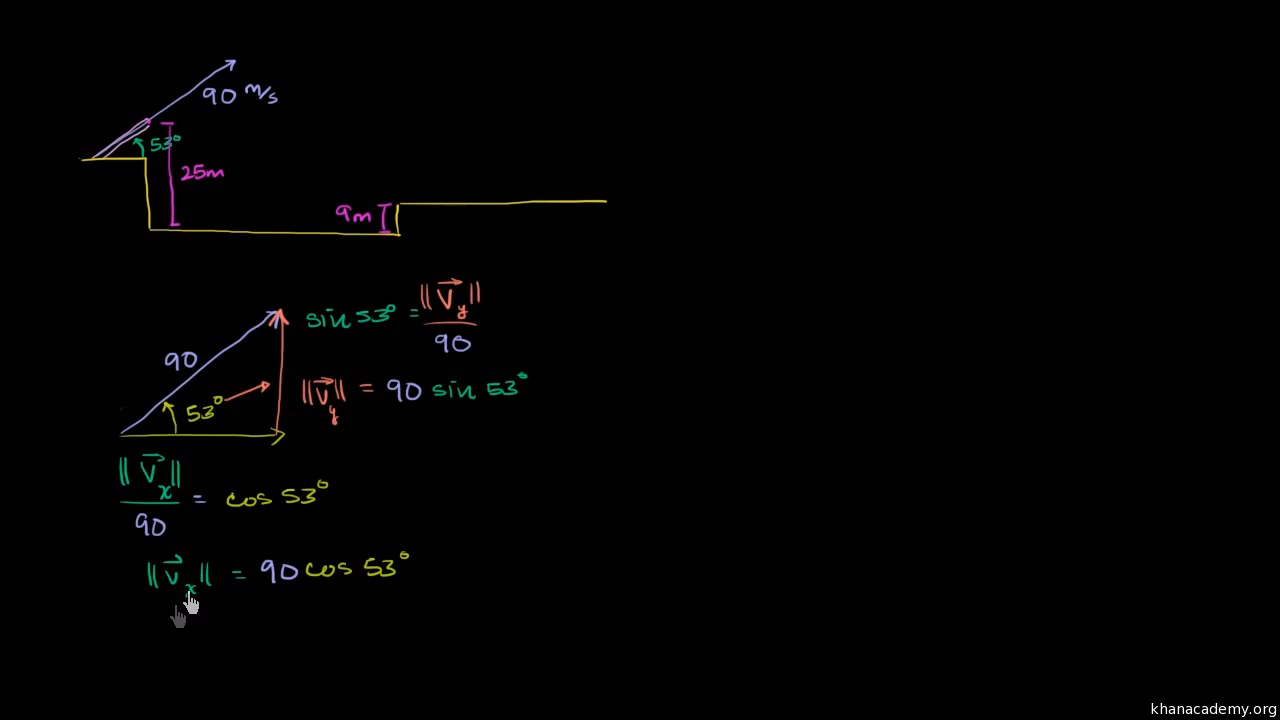 90 m/s
53°
25m
9m
sin 53° = ||V⃗y|| / 90
90
||V⃗y|| = 90 sin 53°
53°
||V⃗x|| / 90 = cos 53°
||V⃗x|| = 90 cos 53°
khanacademy.org